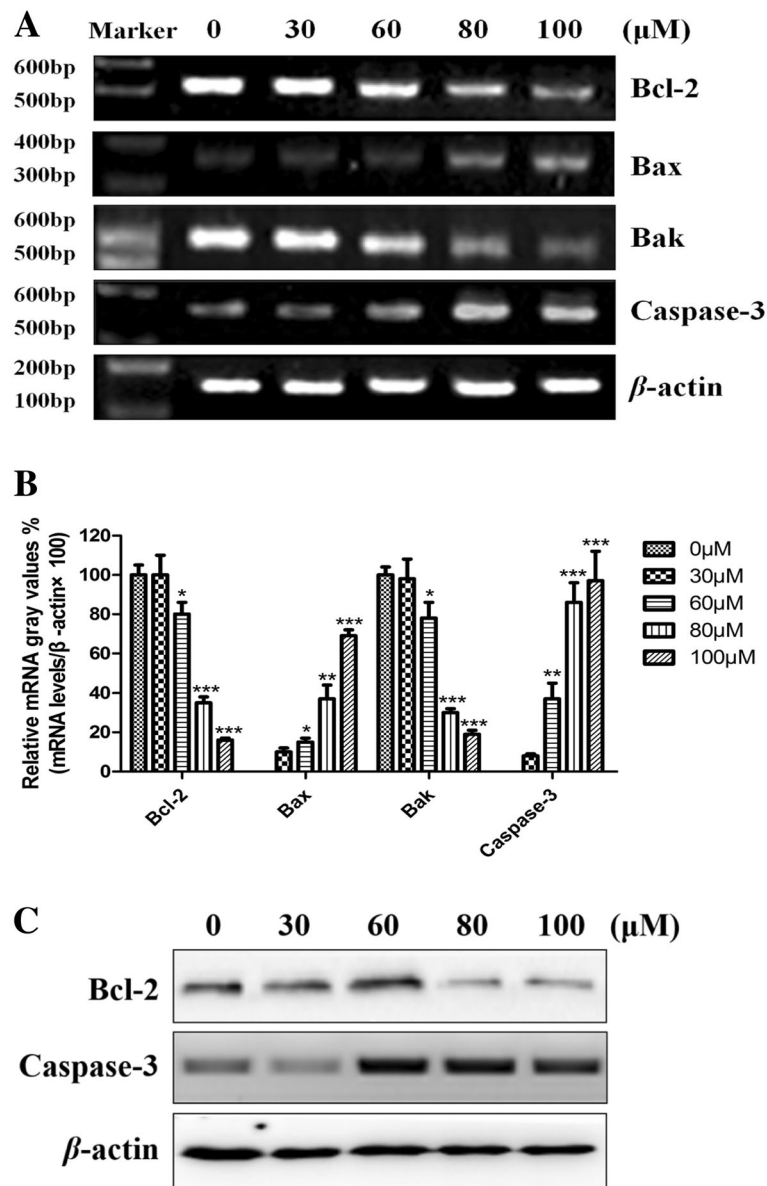 A
Marker 0 30 60 80 100 (μM)
600bp
500bp
Bcl-2
400bp
300bp
Bax
600bp
500bp
Bak
600bp
500bp
Caspase-3
200bp
100bp
β-actin
B
Relative mRNA gray values %
(mRNA levels/β -actin× 100)
120
100
80
60
40
20
0
*
***
***
*
**
***
*
***
***
**
***
***
Bcl-2
Bax
Bak
Caspase-3
0μM
30μM
60μM
80μM
100μM
C
0 30 60 80 100 (μM)
Bcl-2
Caspase-3
β-actin